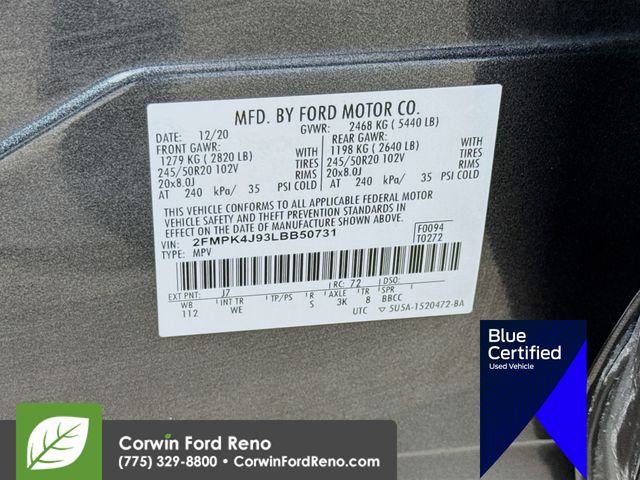 MFD. BY FORD MOTOR CO.
DATE: 12/20 GVWR: 2468 KG ( 5440 LB)
FRONT GAWR: REAR GAWR:
1279 KG ( 2820 LB) WITH 1198 KG ( 2640 LB) WITH
245/50R20 102V TIRES 245/50R20 102V TIRES
20x8.0J RIMS 20x8.0J RIMS
AT 240 kPa/ 35 PSI COLD AT 240 kPa/ 35 PSI COLD
THIS VEHICLE CONFORMS TO ALL APPLICABLE FEDERAL MOTOR
VEHICLE SAFETY AND THEFT PREVENTION STANDARDS IN
EFFECT ON THE DATE OF MANUFACTURE SHOWN ABOVE.
VIN: 2FMPK4J93LBB50731 F0094
TYPE: MPV T0272
EXT PNT: J7 RC: 72 DSO:
WB INT TR TP/PS R AXLE TR SPR
112 WE S 3K 8 BBCC
UTC ▽ 5U5A-1520472-BA
Blue
Certified
Used Vehicle
Corwin Ford Reno
(775) 329-8800 • CorwinFordReno.com